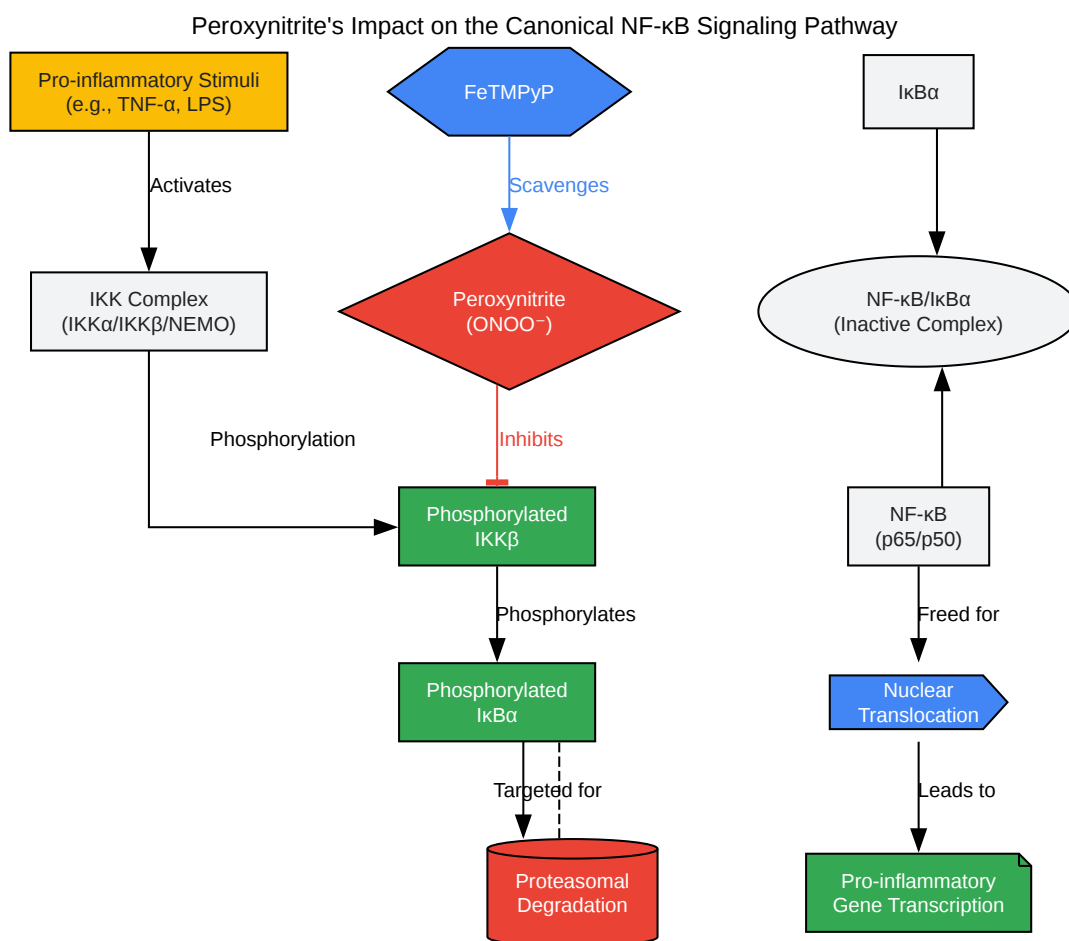 Peroxynitrite's Impact on the Canonical NF-κB Signaling Pathway
Pro-inflammatory Stimuli
(e.g., TNF-α, LPS)
FeTMPyP
IκBα
Activates
Scavenges
IKK Complex
(IKKα/IKKβ/NEMO)
Peroxynitrite
(ONOO⁻)
NF-κB/IκBα
(Inactive Complex)
Phosphorylation
Inhibits
Phosphorylated
IKKβ
NF-κB
(p65/p50)
Phosphorylates
Freed for
Phosphorylated
IκBα
Nuclear
Translocation
Targeted for
Leads to
Proteasomal
Degradation
Pro-inflammatory
Gene Transcription